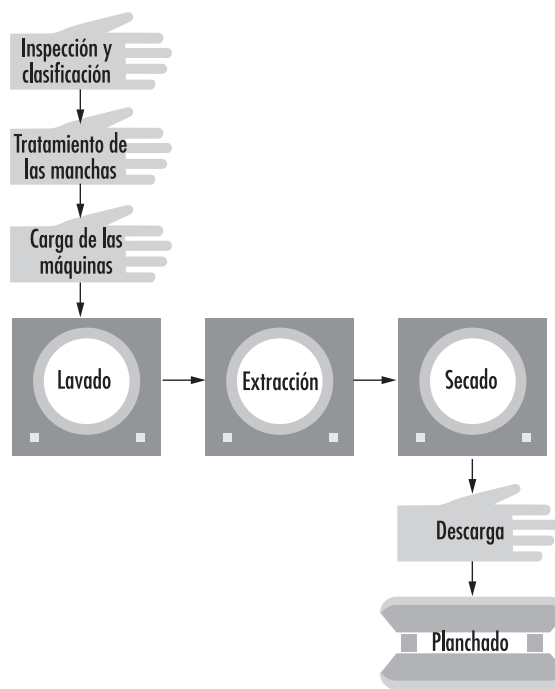 Inspección y
clasificación
Tratamiento de
las manchas
Carga de las
máquinas
Lavado
Extracción
Secado
Descarga
Planchado